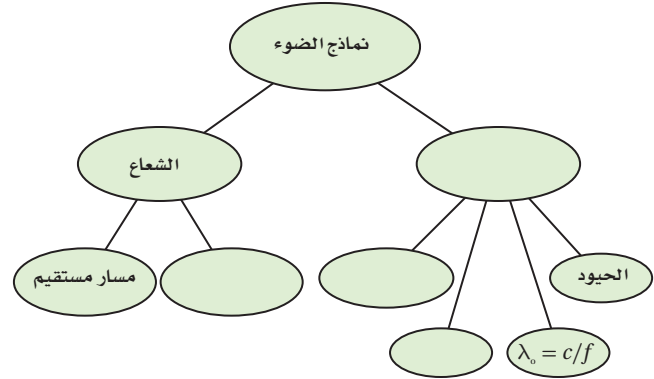 نماذج الضوء
الشعاع
مسار مستقيم
الحيود
λ₀ = c/f